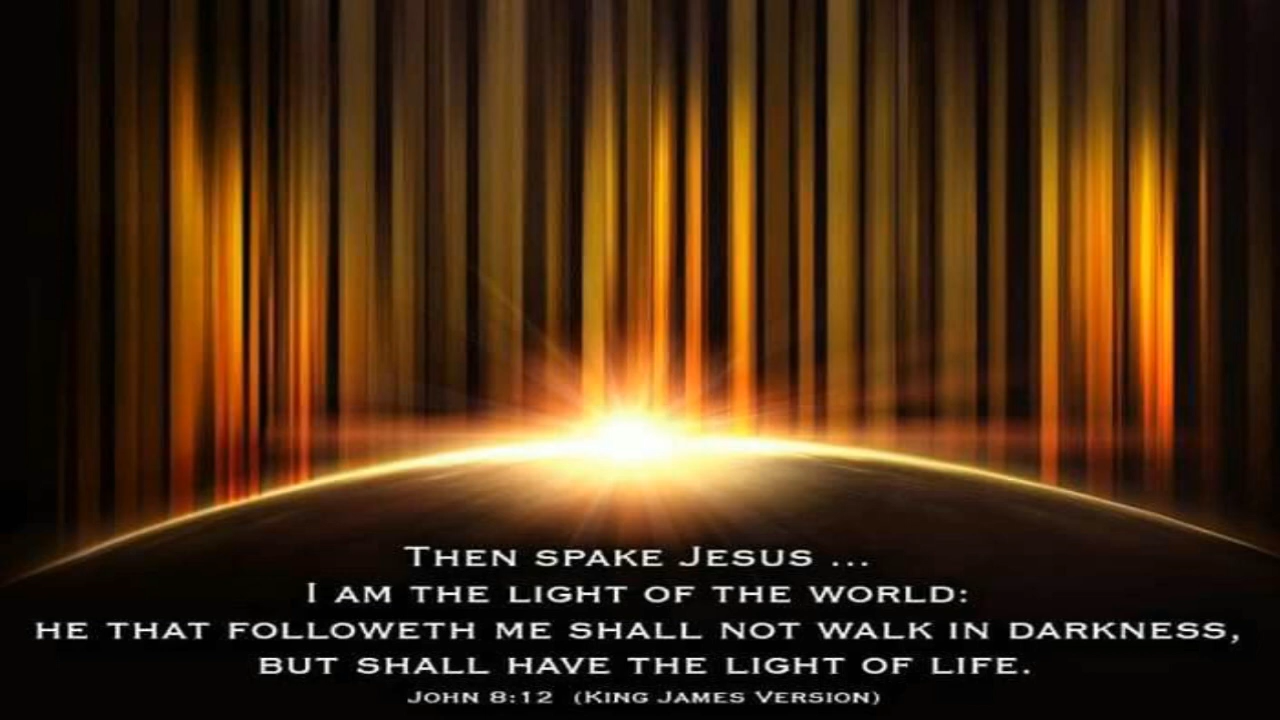 Then spake Jesus ...
I am the light of the world:
he that followeth me shall not walk in darkness,
but shall have the light of life.
John 8:12 (King James Version)